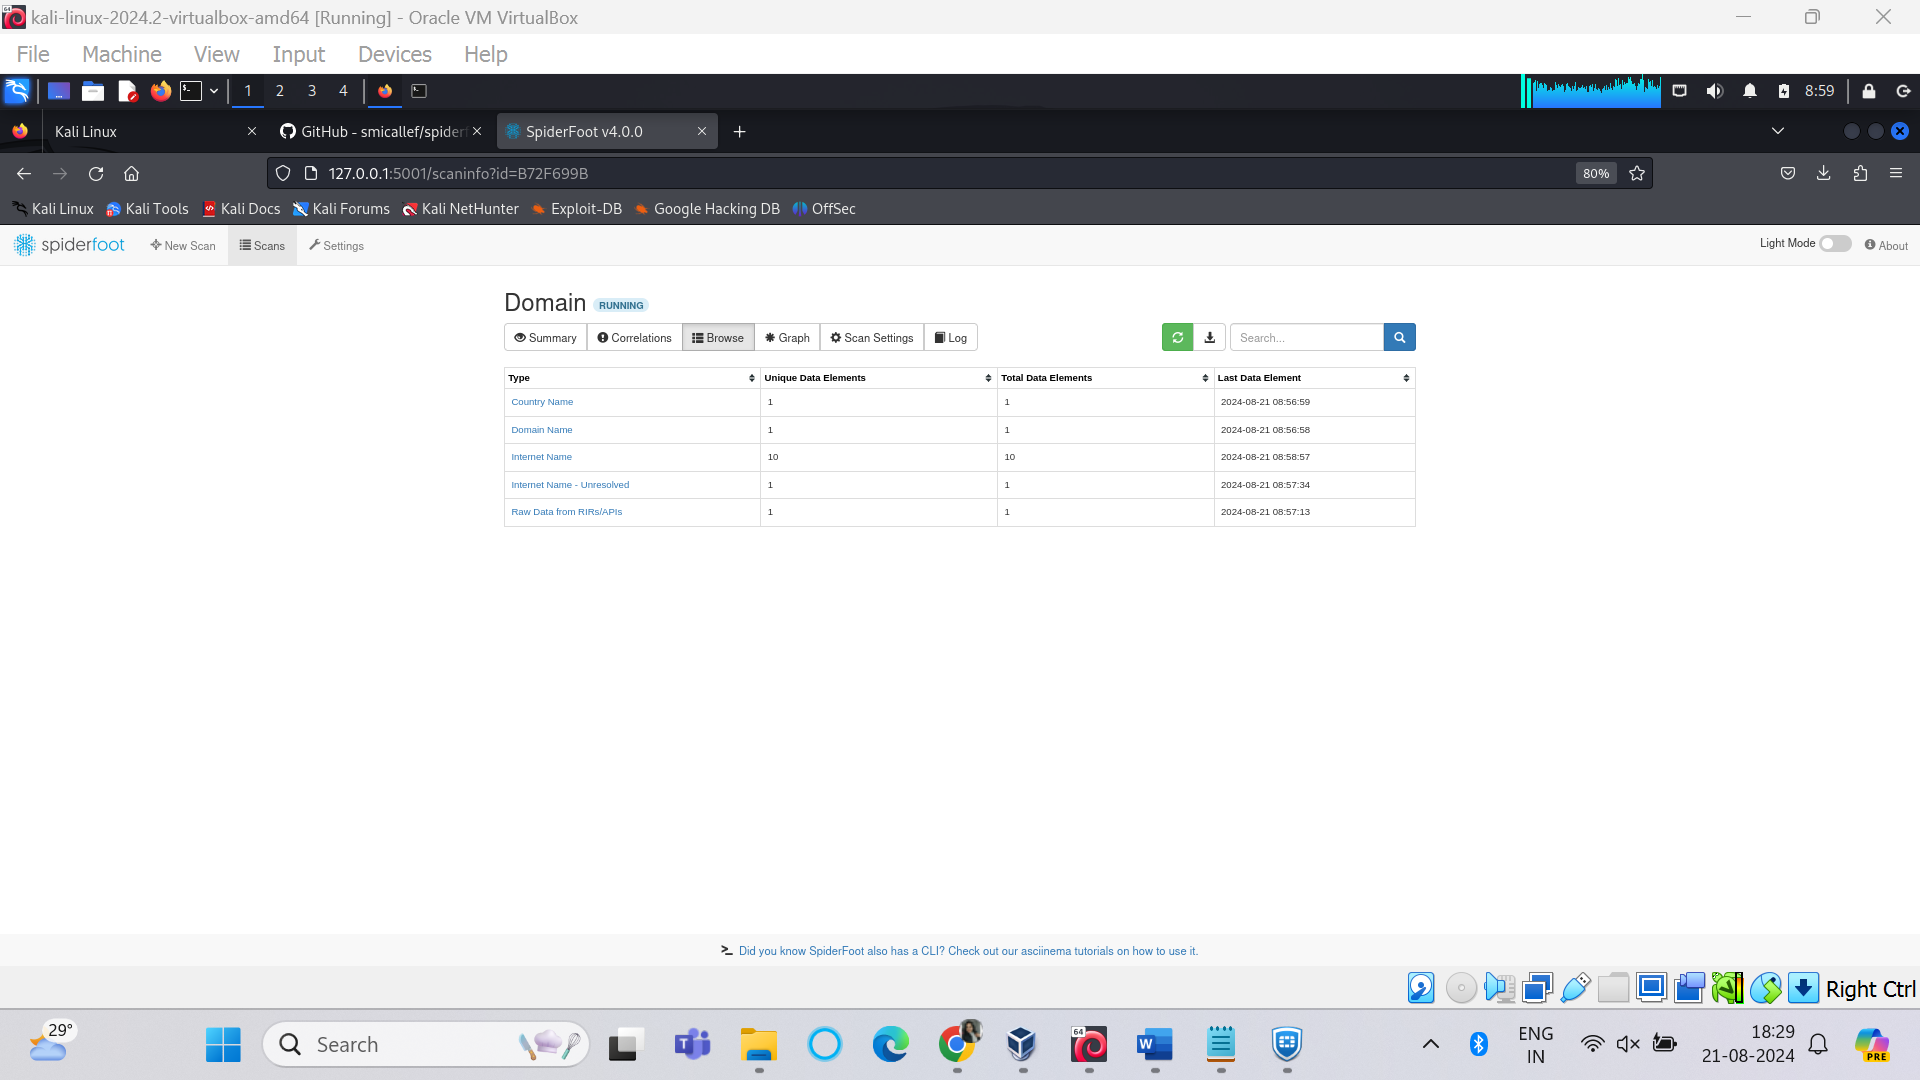 kali-linux-2024.2-virtualbox-amd64 [Running] - Oracle VM VirtualBox
File Machine View Input Devices Help
1 2 3 4 8:59
Kali Linux GitHub - smicallef/spider SpiderFoot v4.0.0
127.0.0.1:5001/scaninfo?id=B72F699B 80%
Kali Linux Kali Tools Kali Docs Kali Forums Kali NetHunter Exploit-DB Google Hacking DB OffSec
spiderfoot New Scan Scans Settings Light Mode About
Domain RUNNING
Summary Correlations Browse Graph Scan Settings Log Search...
Type Unique Data Elements Total Data Elements Last Data Element
Country Name 1 1 2024-08-21 08:56:59
Domain Name 1 1 2024-08-21 08:56:58
Internet Name 10 10 2024-08-21 08:58:57
Internet Name - Unresolved 1 1 2024-08-21 08:57:34
Raw Data from RIRs/APIs 1 1 2024-08-21 08:57:13
Did you know SpiderFoot also has a CLI? Check out our asciinema tutorials on how to use it.
Right Ctrl
29° Search ENG IN 18:29 21-08-2024 PRE